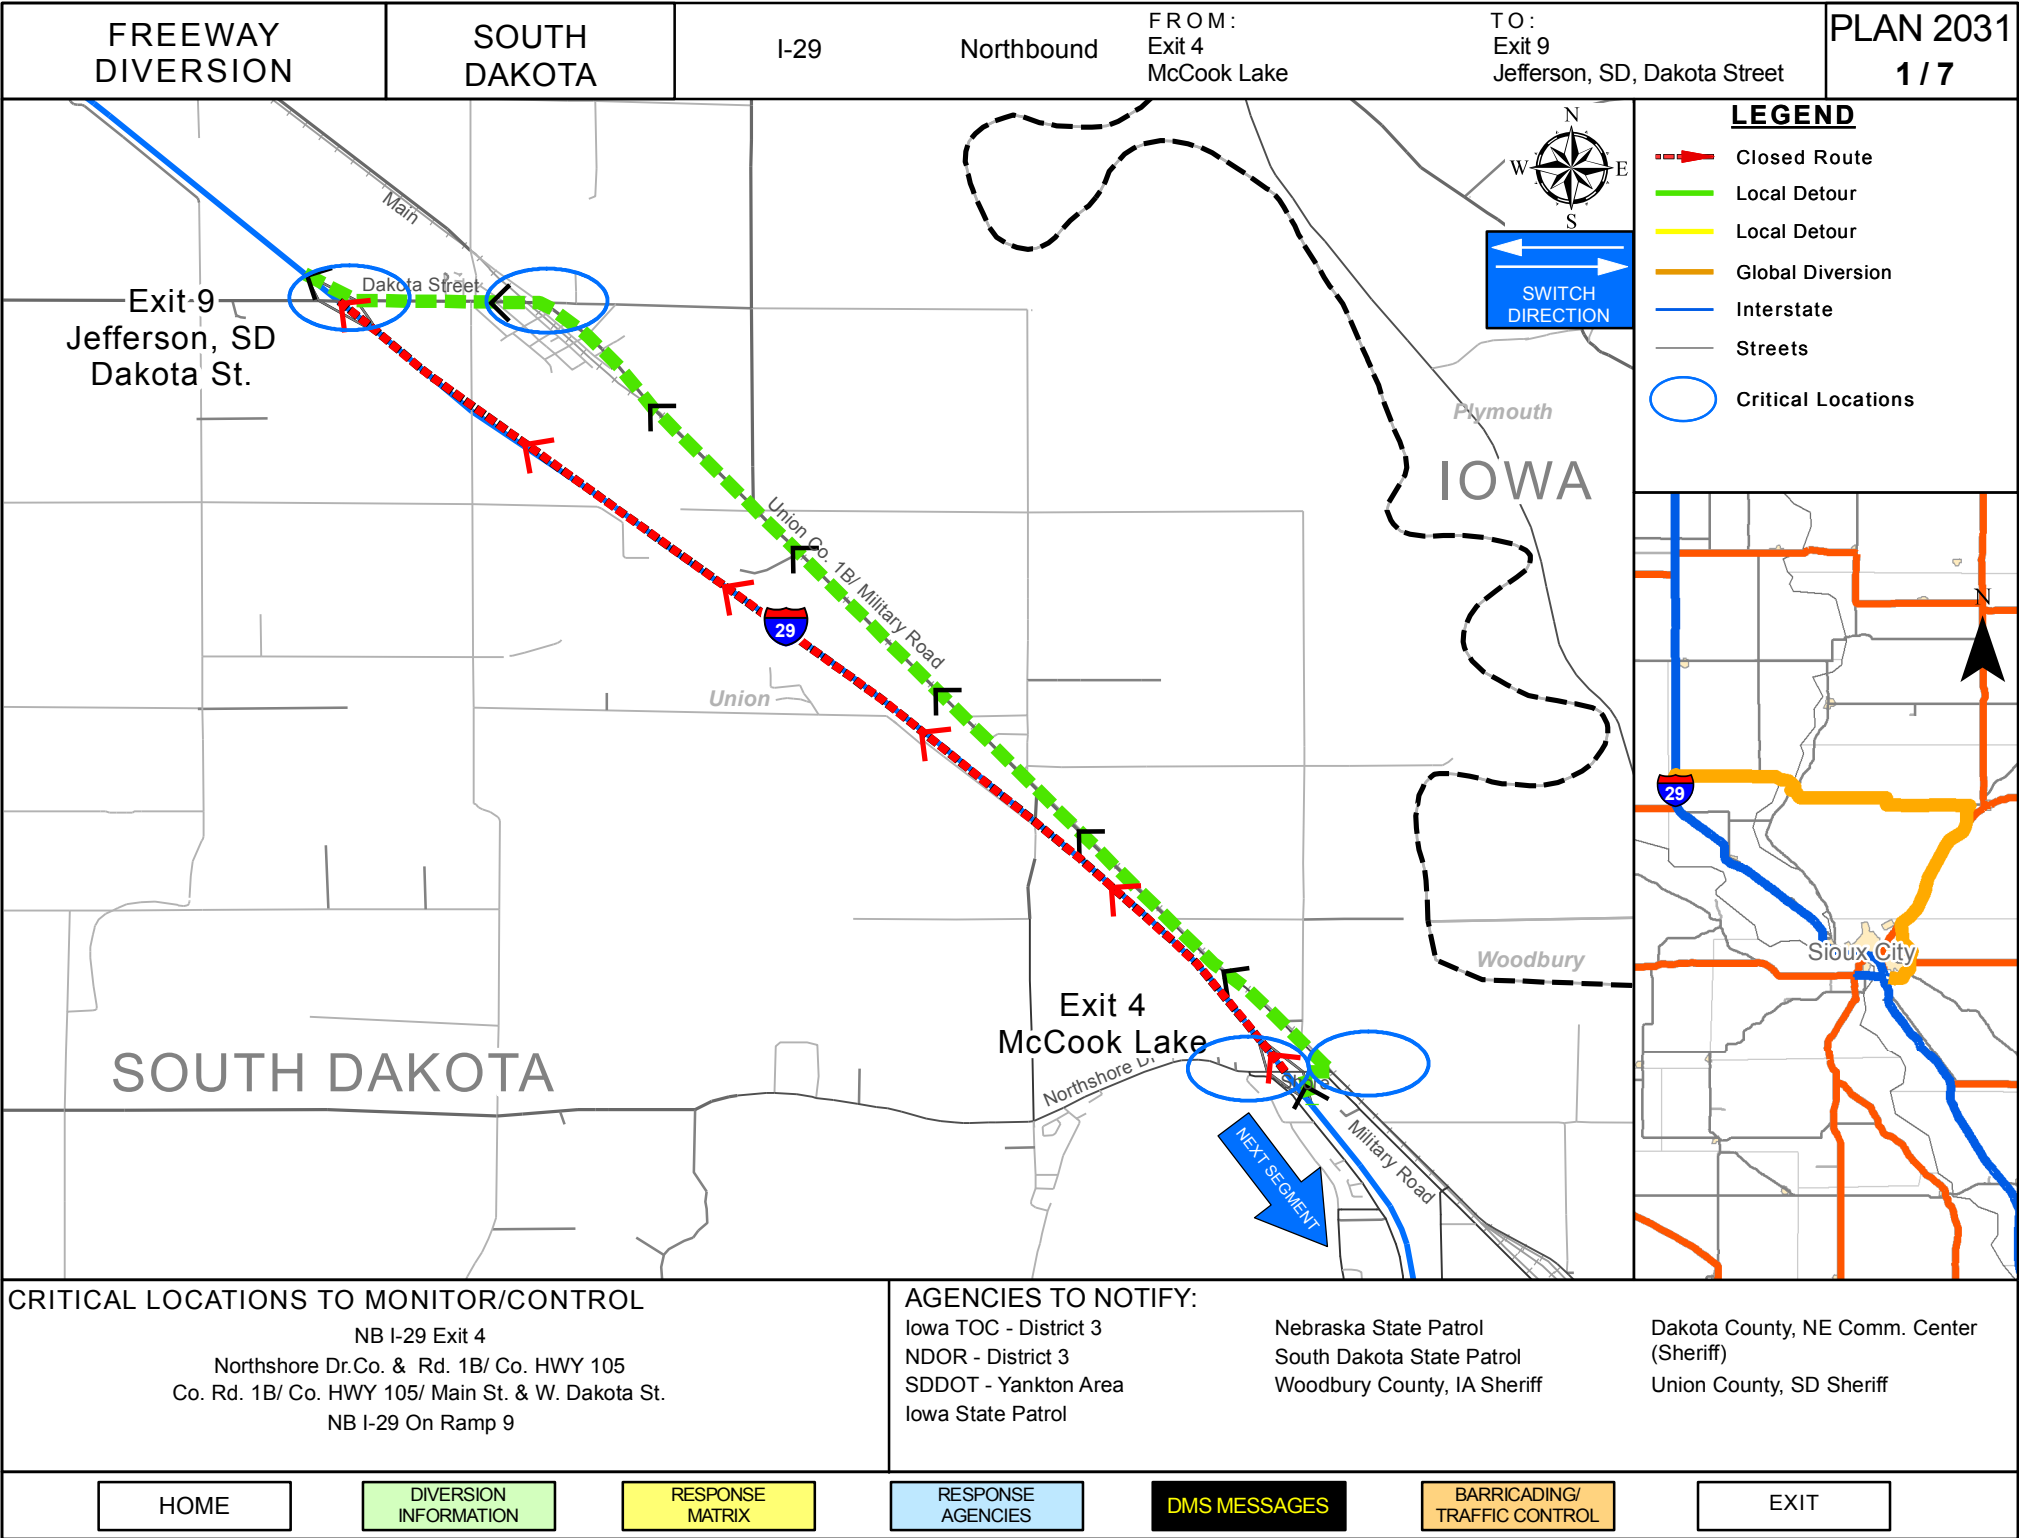 FREEWAY
DIVERSION
SOUTH
DAKOTA
I-29
Northbound
FROM:
Exit 4
McCook Lake
TO:
Exit 9
Jefferson, SD, Dakota Street
PLAN 2031
1 / 7
N
W
E
S
SWITCH
DIRECTION
LEGEND
Closed Route
Local Detour
Local Detour
Global Diversion
Interstate
Streets
Critical Locations
Main
Dakota Street
Exit 9
Jefferson, SD
Dakota St.
Plymouth
IOWA
Union Co. 1B/ Military Road
29
Union
Woodbury
Exit 4
McCook Lake
SOUTH DAKOTA
Northshore Dr
Military Road
NEXT SEGMENT
N
29
Sioux City
CRITICAL LOCATIONS TO MONITOR/CONTROL
NB I-29 Exit 4
Northshore Dr.Co. & Rd. 1B/ Co. HWY 105
Co. Rd. 1B/ Co. HWY 105/ Main St. & W. Dakota St.
NB I-29 On Ramp 9
AGENCIES TO NOTIFY:
Iowa TOC - District 3
NDOR - District 3
SDDOT - Yankton Area
Iowa State Patrol
Nebraska State Patrol
South Dakota State Patrol
Woodbury County, IA Sheriff
Dakota County, NE Comm. Center
(Sheriff)
Union County, SD Sheriff
HOME
DIVERSION
INFORMATION
RESPONSE
MATRIX
RESPONSE
AGENCIES
DMS MESSAGES
BARRICADING/
TRAFFIC CONTROL
EXIT